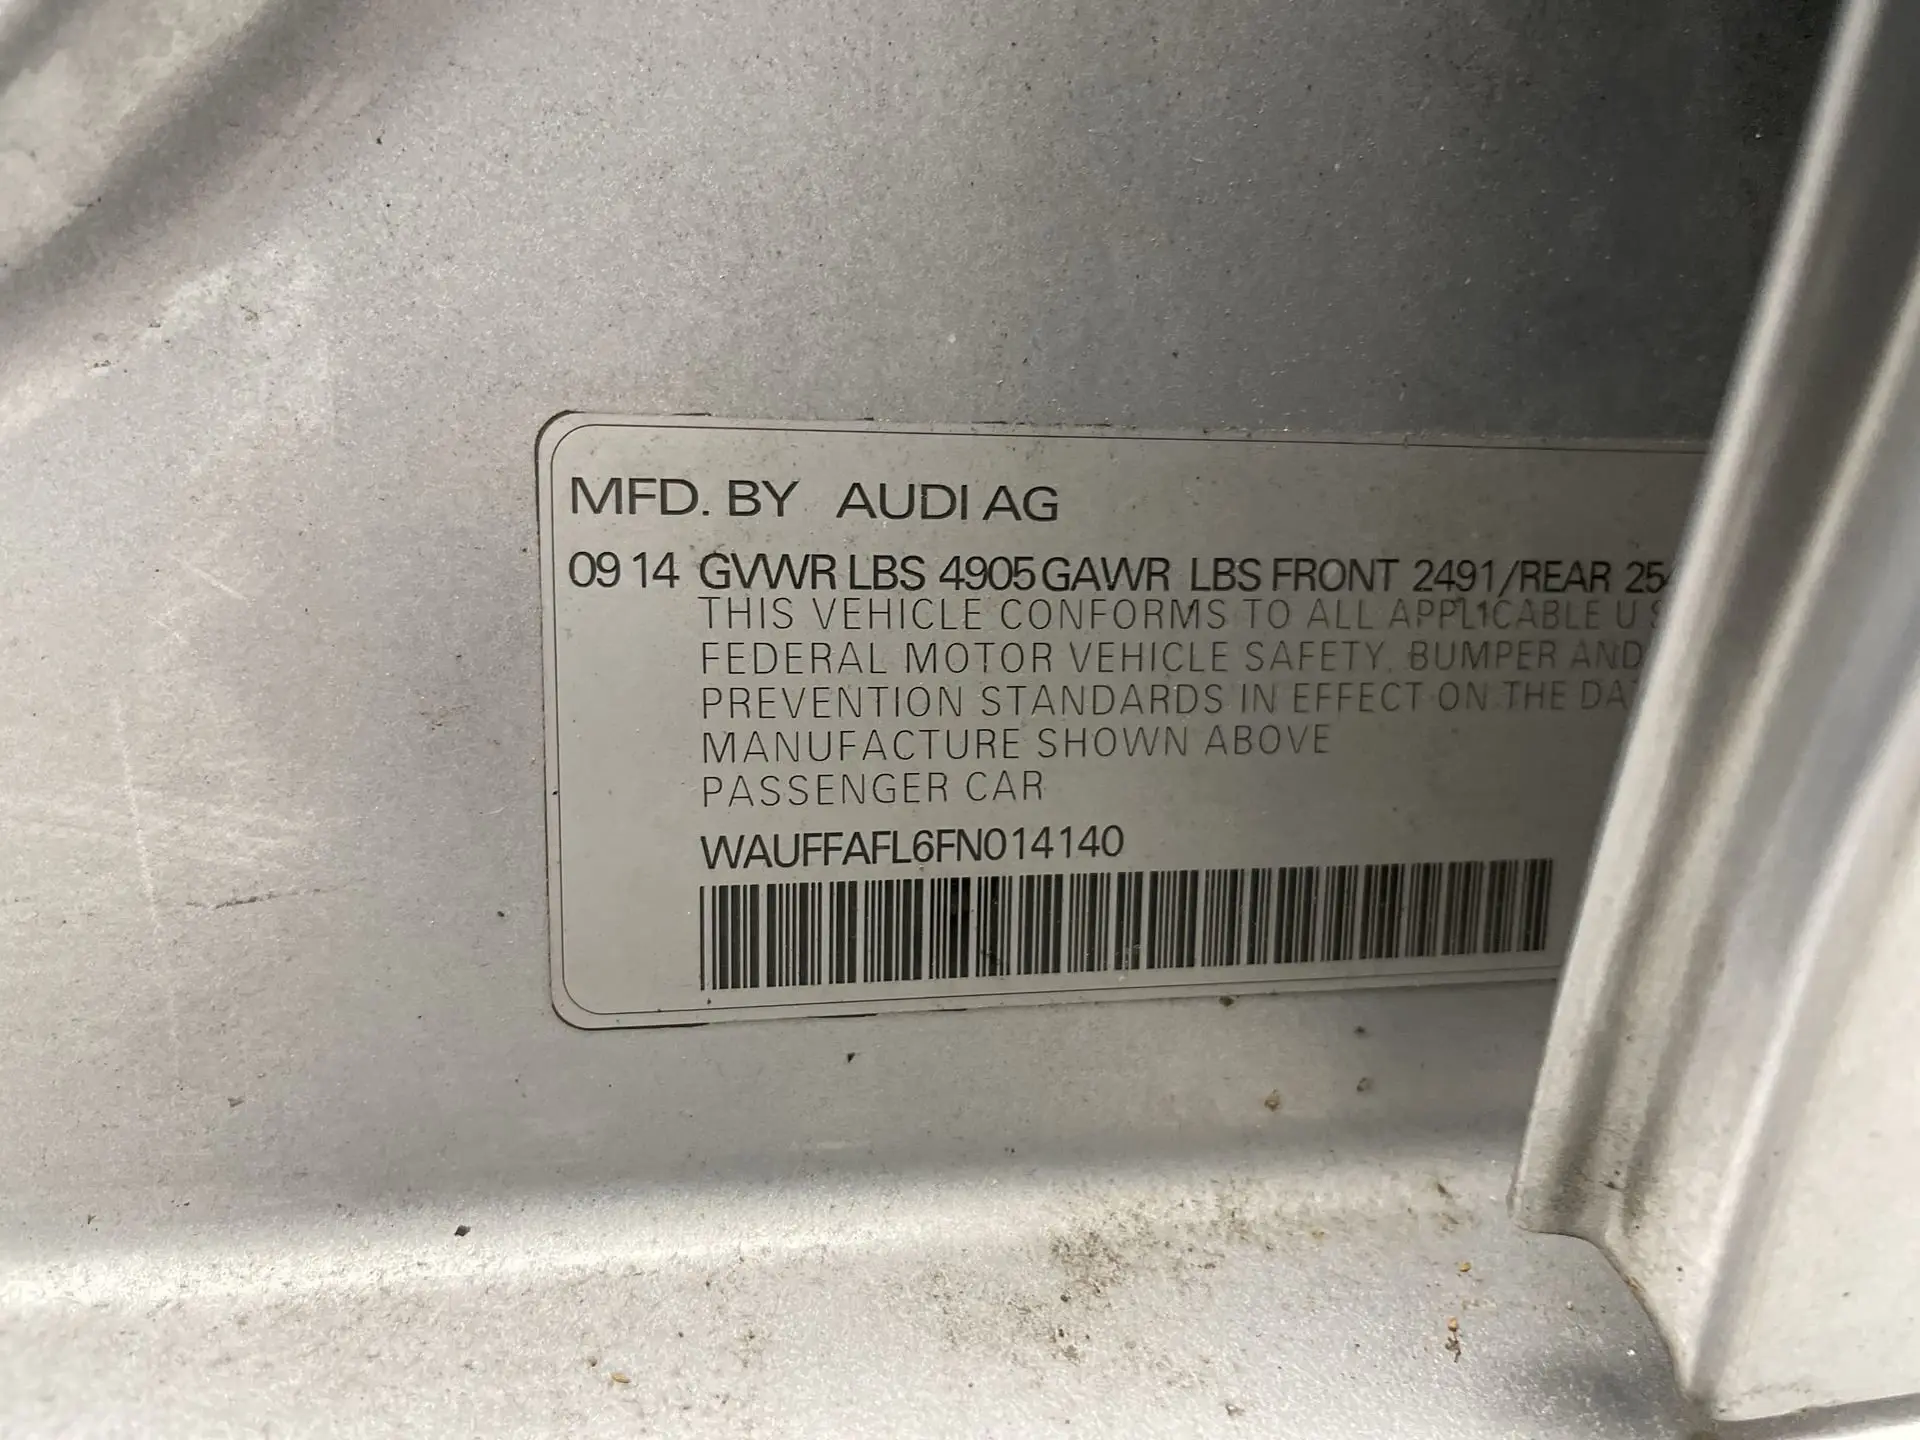 MFD. BY AUDI AG
09 14 GVWR LBS 4905 GAWR LBS FRONT 2491/REAR
THIS VEHICLE CONFORMS TO ALL APPLICABLE U S
FEDERAL MOTOR VEHICLE SAFETY, BUMPER AND
PREVENTION STANDARDS IN EFFECT ON THE
MANUFACTURE SHOWN ABOVE
PASSENGER CAR
WAUFFAFL6FN014140